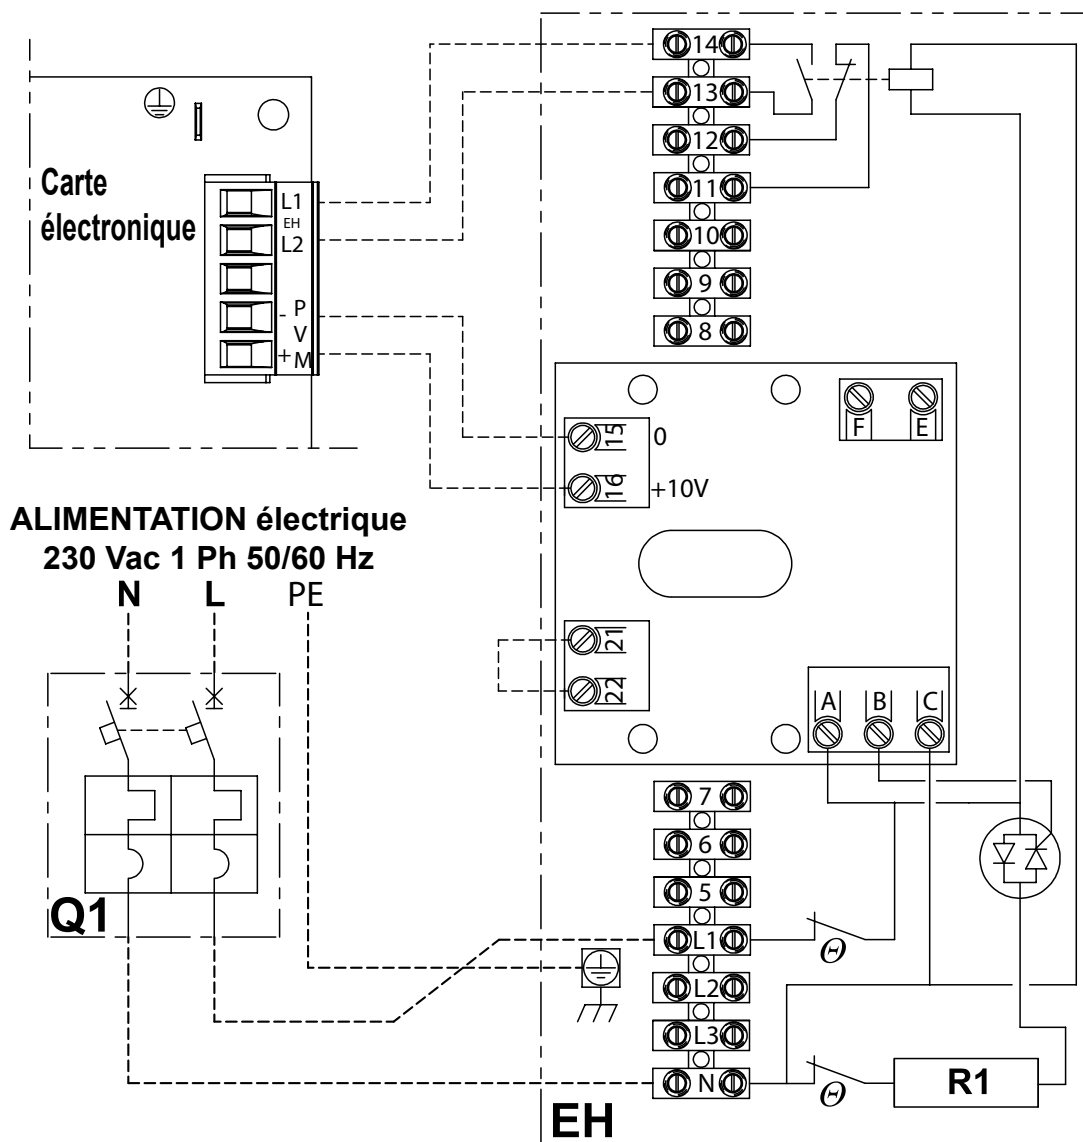 Carte
électronique
L1
EH
L2
- P
V
+ M
14
13
12
11
10
9
8
15
0
16
+10V
F
E
21
22
A
B
C
ALIMENTATION électrique
230 Vac 1 Ph 50/60 Hz
N
L
PE
Q1
7
6
5
L1
L2
L3
N
Θ
Θ
R1
EH